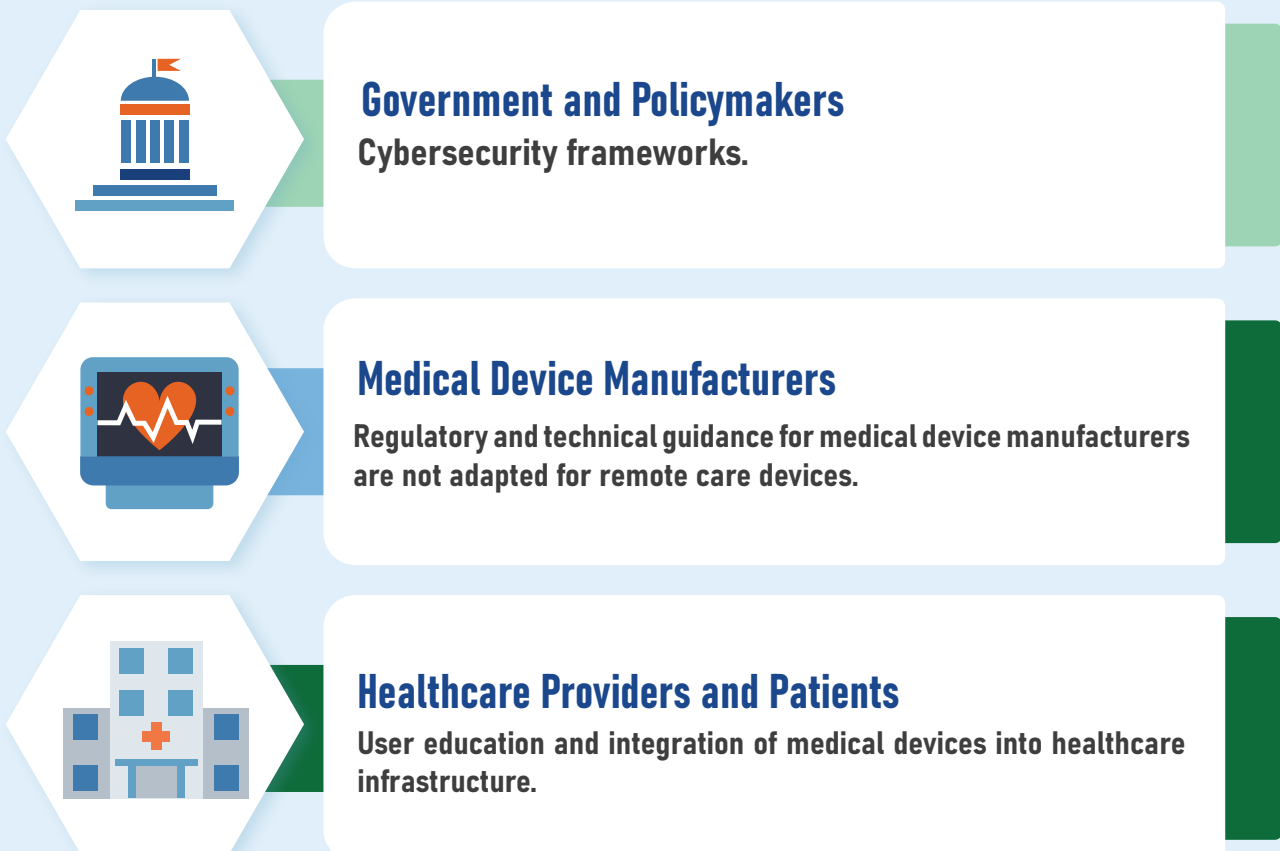 Government and Policymakers
Cybersecurity frameworks.
Medical Device Manufacturers
Regulatory and technical guidance for medical device manufacturers
are not adapted for remote care devices.
Healthcare Providers and Patients
User education and integration of medical devices into healthcare
infrastructure.